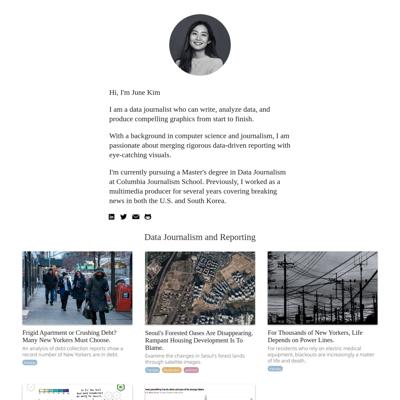 Hi, I'm June Kim
I am a data journalist who can write, analyze data, and
produce compelling graphics from start to finish.
With a background in computer science and journalism, I am
passionate about merging rigorous data-driven reporting with
eye-catching visuals.
I'm currently pursuing a Master's degree in Data Journalism
at Columbia Journalism School. Previously, I worked as a
multimedia producer for several years covering breaking
news in both the U.S. and South Korea.
Data Journalism and Reporting
Frigid Apartment or Crushing Debt?
Many New Yorkers Must Choose.
An analysis of debt collection reports show a
record number of New Yorkers are in debt.
Seoul's Forested Oases Are Disappearing.
Rampant Housing Development Is To
Blame.
Examine the changes in Seoul's forest lands
through satellite images.
For Thousands of New Yorkers, Life
Depends on Power Lines.
For residents who rely on electric medical
equipment, blackouts are increasingly a matter
of life and death.